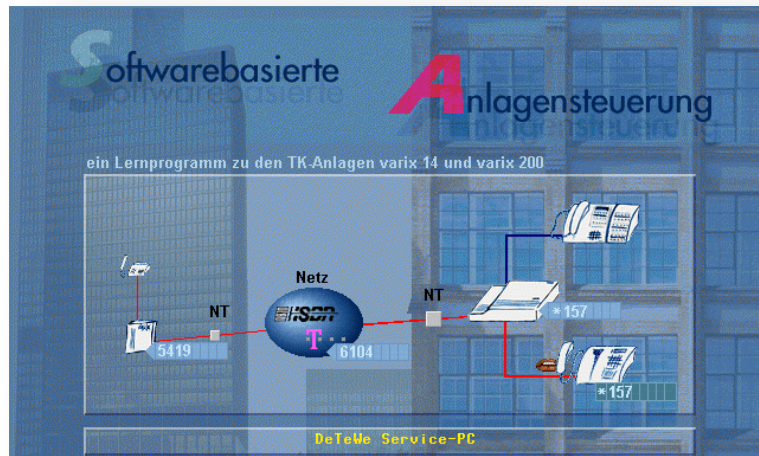 Softwarebasierte
Anlagensteuerung
ein Lernprogramm zu den TK-Anlagen varix 14 und varix 200
Netz
NT
NT
ISDN
T
*157
5419
6104
*157
DeTeWe Service-PC